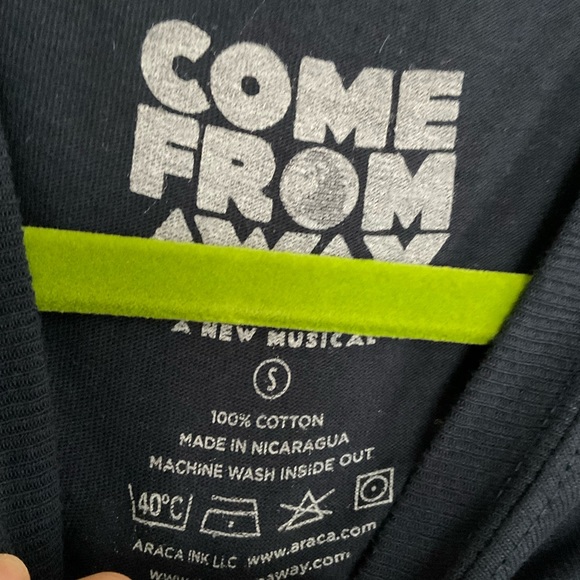 COME
FROM
AWAY
A NEW MUSICAL
S
100% COTTON
MADE IN NICARAGUA
MACHINE WASH INSIDE OUT
40°C
ARACA INK LLC www.araca.com